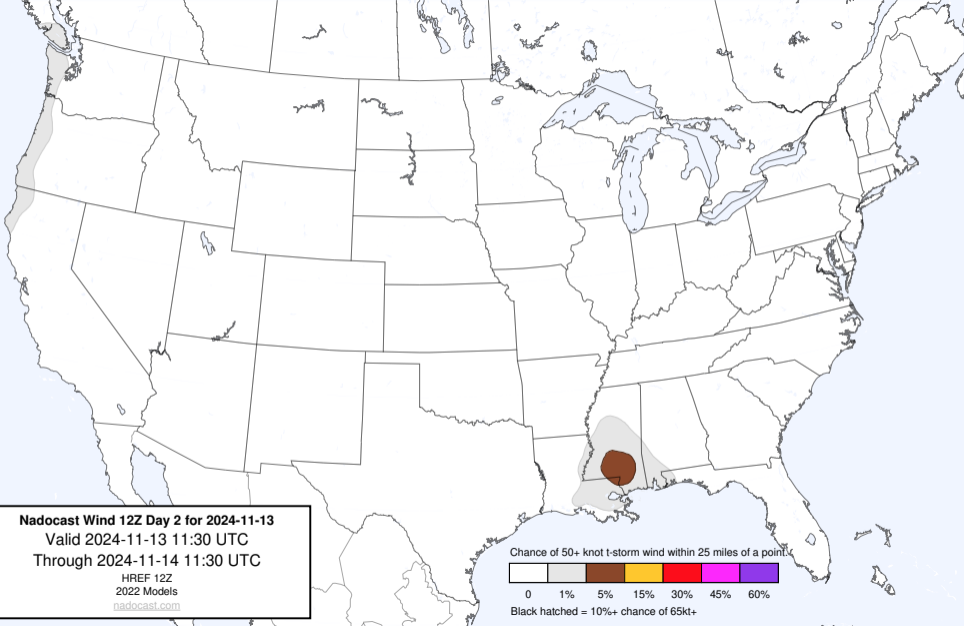 Nadocast Wind 12Z Day 2 for 2024-11-13
Valid 2024-11-13 11:30 UTC
Through 2024-11-14 11:30 UTC
HREF 12Z
2022 Models
nadocast.com
Chance of 50+ knot t-storm wind within 25 miles of a point.
0 1% 5% 15% 30% 45% 60%
Black hatched = 10%+ chance of 65kt+